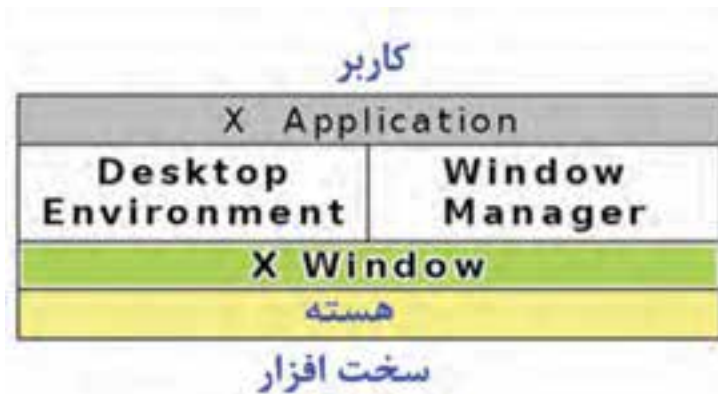 کاربر
X Application
Desktop Environment
Window Manager
X Window
هسته
سخت افزار